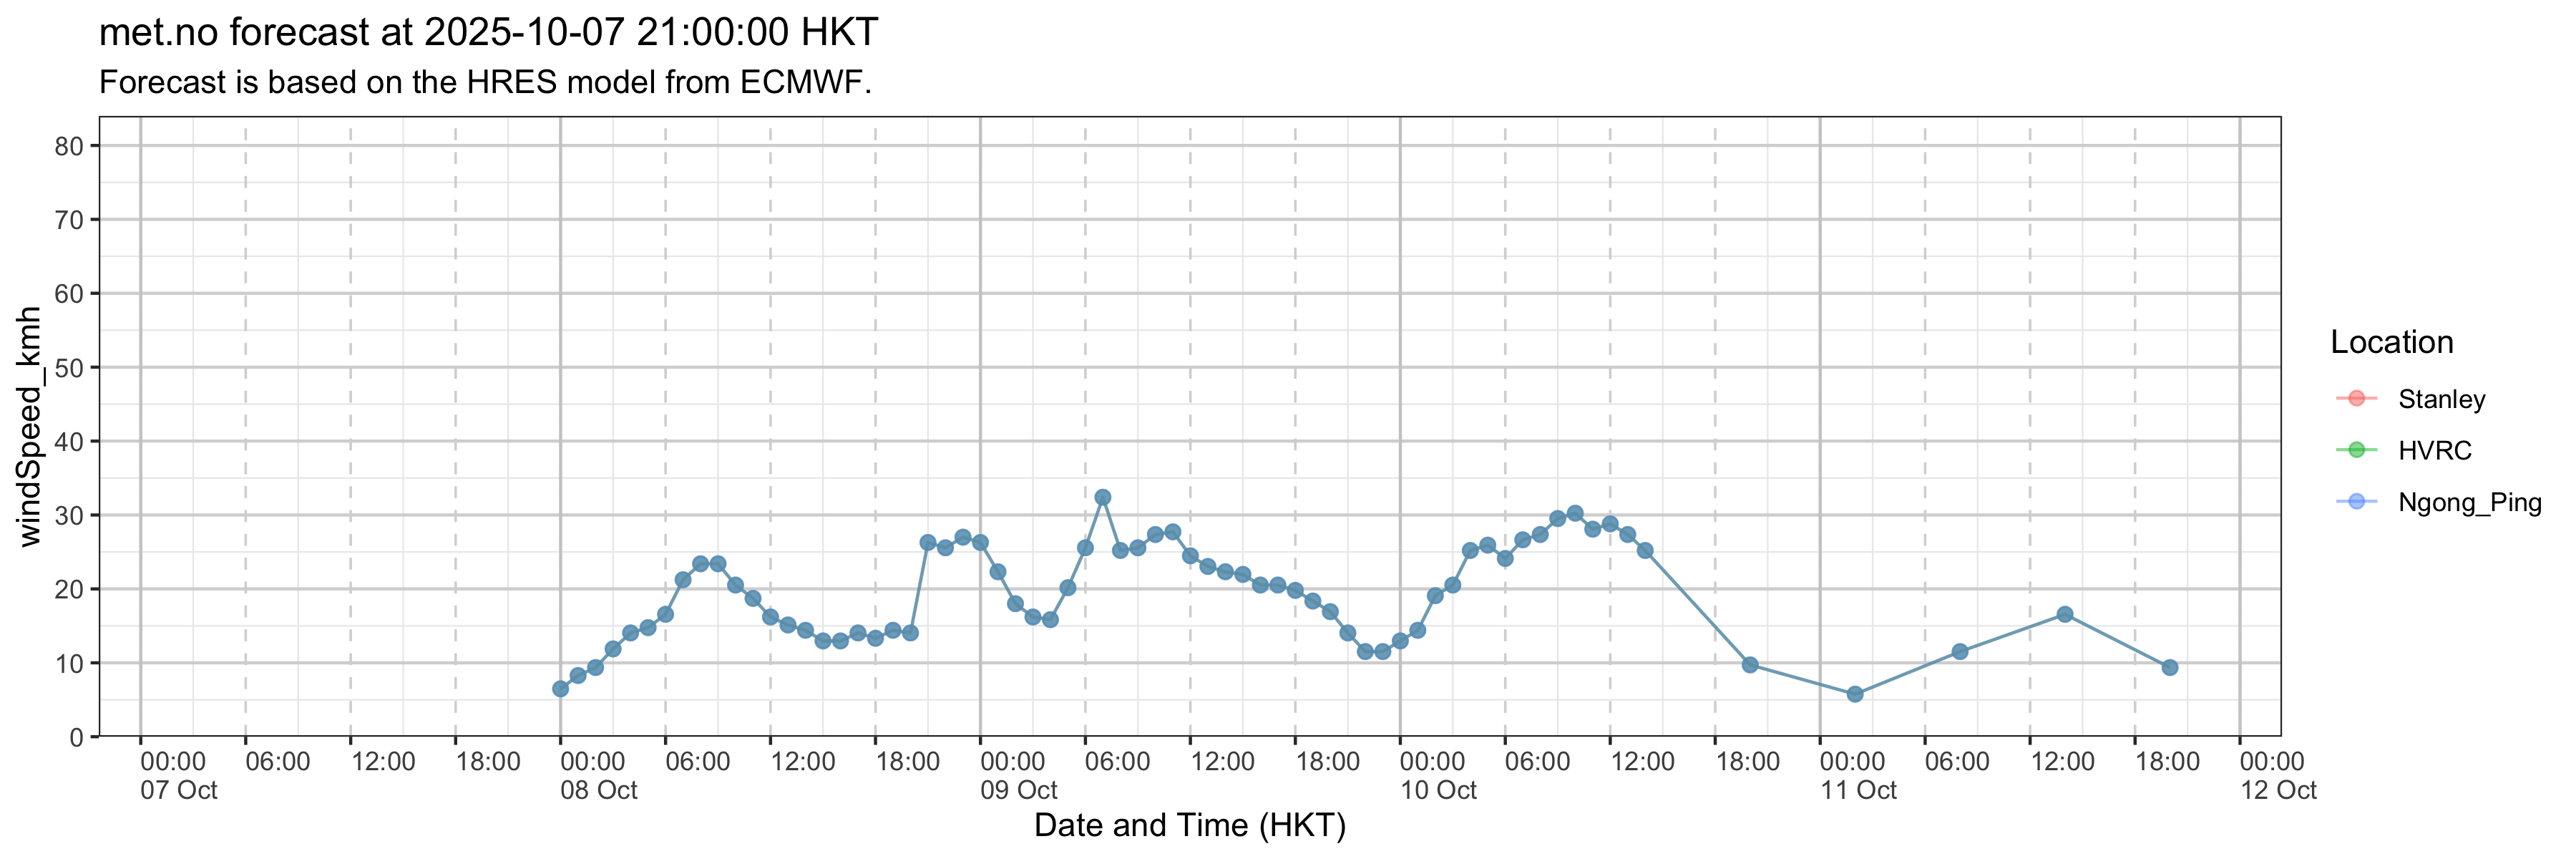 met.no forecast at 2025-10-07 21:00:00 HKT
Forecast is based on the HRES model from ECMWF.
windSpeed_kmh
80
70
60
50
40
30
20
10
0
00:00 06:00 12:00 18:00 00:00 06:00 12:00 18:00 00:00 06:00 12:00 18:00 00:00 06:00 12:00 18:00 00:00 06:00 12:00 18:00 00:00
07 Oct 08 Oct 09 Oct 10 Oct 11 Oct 12 Oct
Date and Time (HKT)
Location
Stanley
HVRC
Ngong_Ping